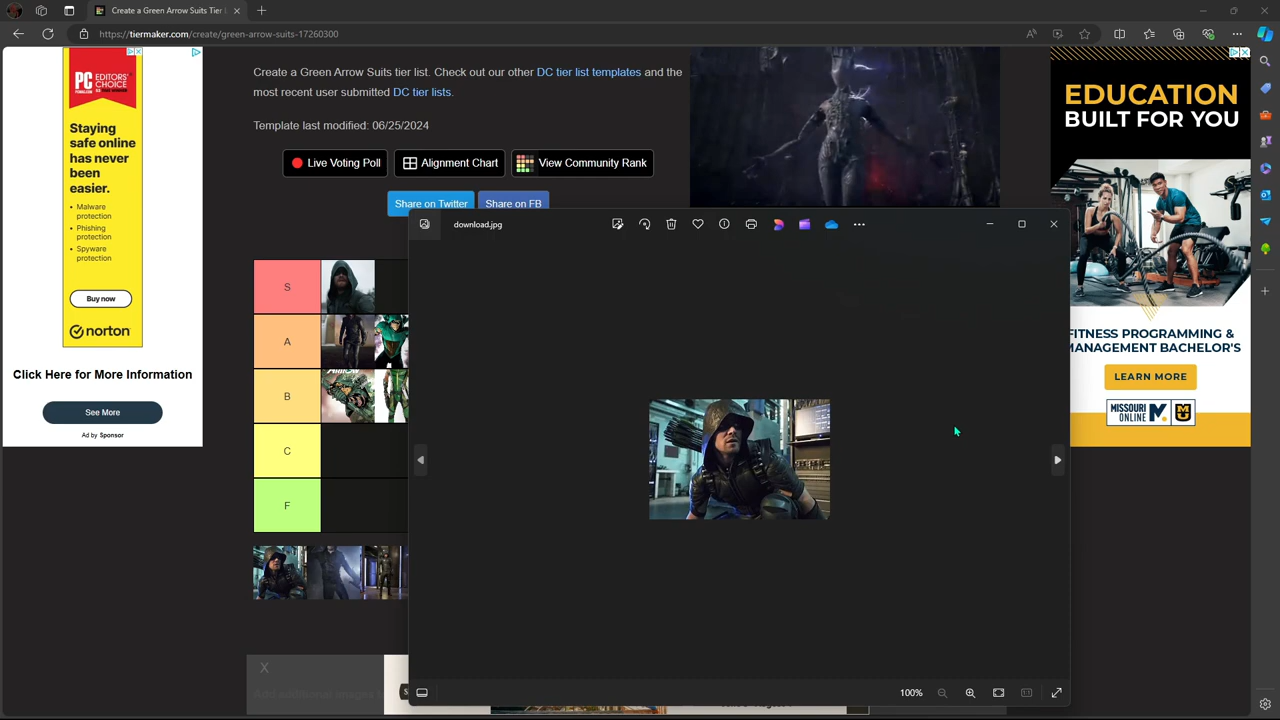 Create a Green Arrow Suits Tier
https://tiermaker.com/create/green-arrow-suits-17260300
PC EDITORS' CHOICE
Staying
safe online
has never
been
easier.
• Malware
protection
• Phishing
protection
• Spyware
protection
Buy now
norton
Click Here for More Information
See More
Ad by Sponsor
Create a Green Arrow Suits tier list. Check out our other DC tier list templates and the
most recent user submitted DC tier lists.
Template last modified: 06/25/2024
Live Voting Poll
Alignment Chart
View Community Rank
Share on Twitter
Share on FB
S
A
B
C
F
X
Add additional images
download.jpg
100%
EDUCATION
BUILT FOR YOU
FITNESS PROGRAMMING &
MANAGEMENT BACHELOR'S
LEARN MORE
MISSOURI
ONLINE